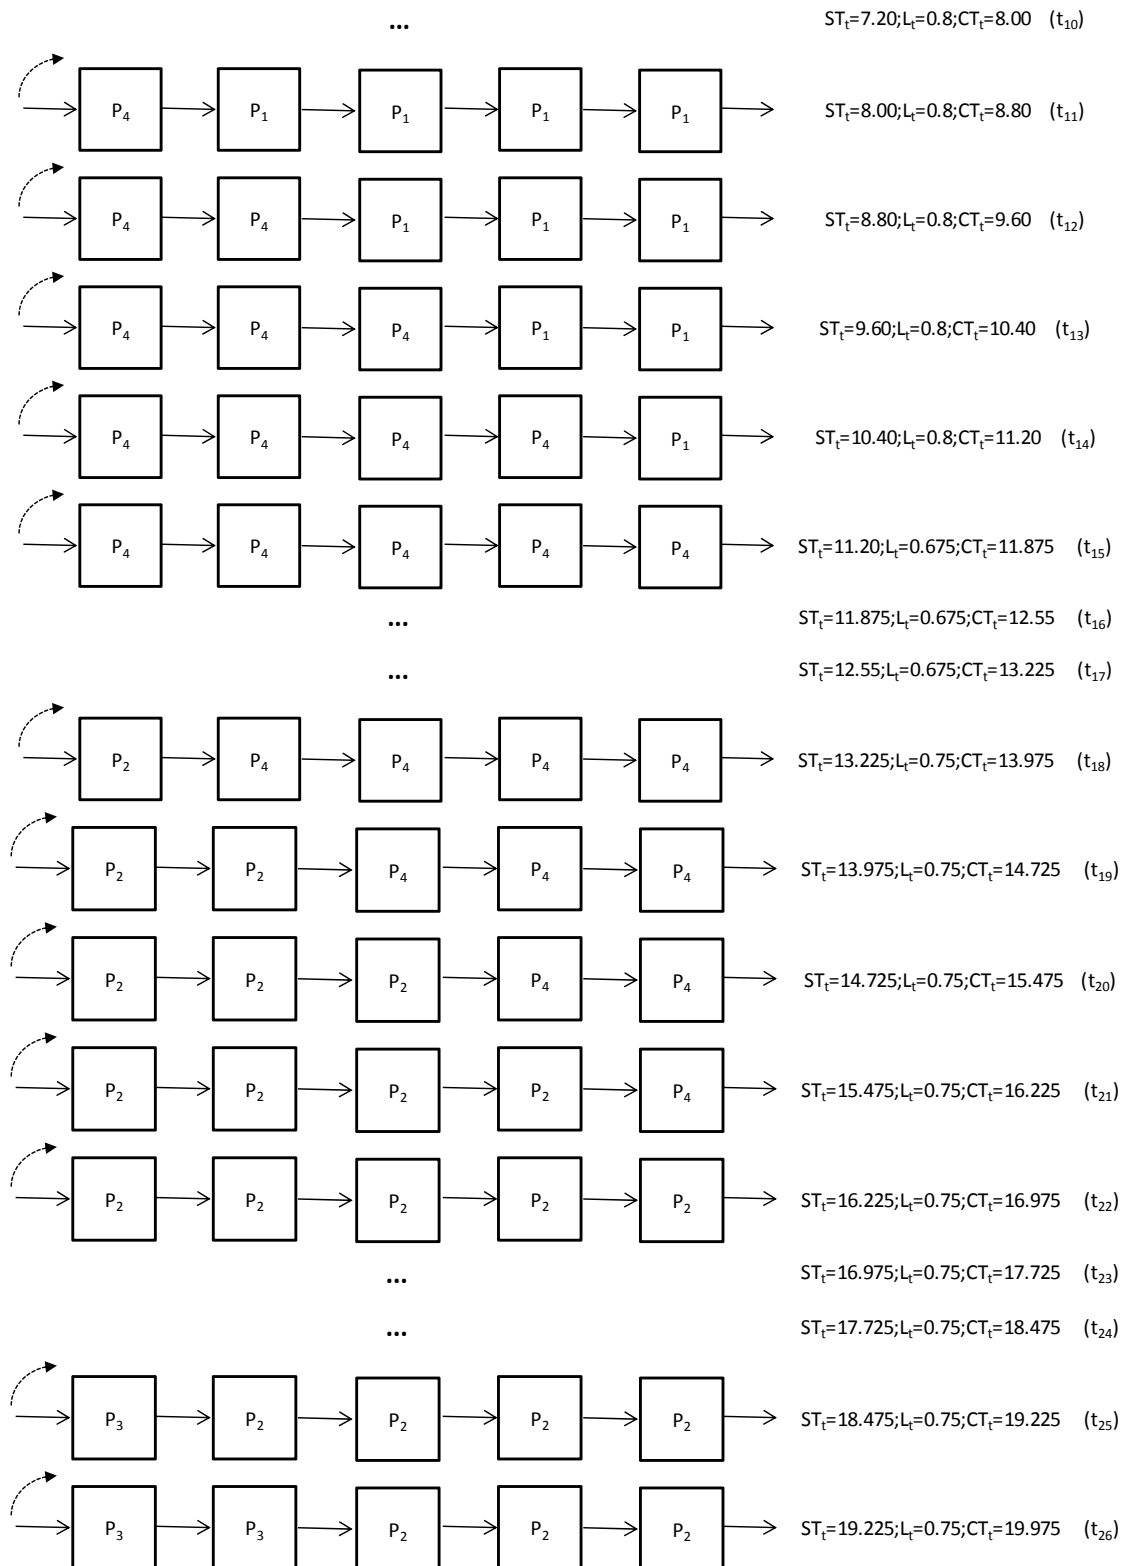 ... ST_t=7.20;L_t=0.8;CT_t=8.00 (t_10)
P_4 P_1 P_1 P_1 P_1 ST_t=8.00;L_t=0.8;CT_t=8.80 (t_11)
P_4 P_4 P_1 P_1 P_1 ST_t=8.80;L_t=0.8;CT_t=9.60 (t_12)
P_4 P_4 P_4 P_1 P_1 ST_t=9.60;L_t=0.8;CT_t=10.40 (t_13)
P_4 P_4 P_4 P_4 P_1 ST_t=10.40;L_t=0.8;CT_t=11.20 (t_14)
P_4 P_4 P_4 P_4 P_4 ST_t=11.20;L_t=0.675;CT_t=11.875 (t_15)
... ST_t=11.875;L_t=0.675;CT_t=12.55 (t_16)
... ST_t=12.55;L_t=0.675;CT_t=13.225 (t_17)
P_2 P_4 P_4 P_4 P_4 ST_t=13.225;L_t=0.75;CT_t=13.975 (t_18)
P_2 P_2 P_4 P_4 P_4 ST_t=13.975;L_t=0.75;CT_t=14.725 (t_19)
P_2 P_2 P_2 P_4 P_4 ST_t=14.725;L_t=0.75;CT_t=15.475 (t_20)
P_2 P_2 P_2 P_2 P_4 ST_t=15.475;L_t=0.75;CT_t=16.225 (t_21)
P_2 P_2 P_2 P_2 P_2 ST_t=16.225;L_t=0.75;CT_t=16.975 (t_22)
... ST_t=16.975;L_t=0.75;CT_t=17.725 (t_23)
... ST_t=17.725;L_t=0.75;CT_t=18.475 (t_24)
P_3 P_2 P_2 P_2 P_2 ST_t=18.475;L_t=0.75;CT_t=19.225 (t_25)
P_3 P_3 P_2 P_2 P_2 ST_t=19.225;L_t=0.75;CT_t=19.975 (t_26)